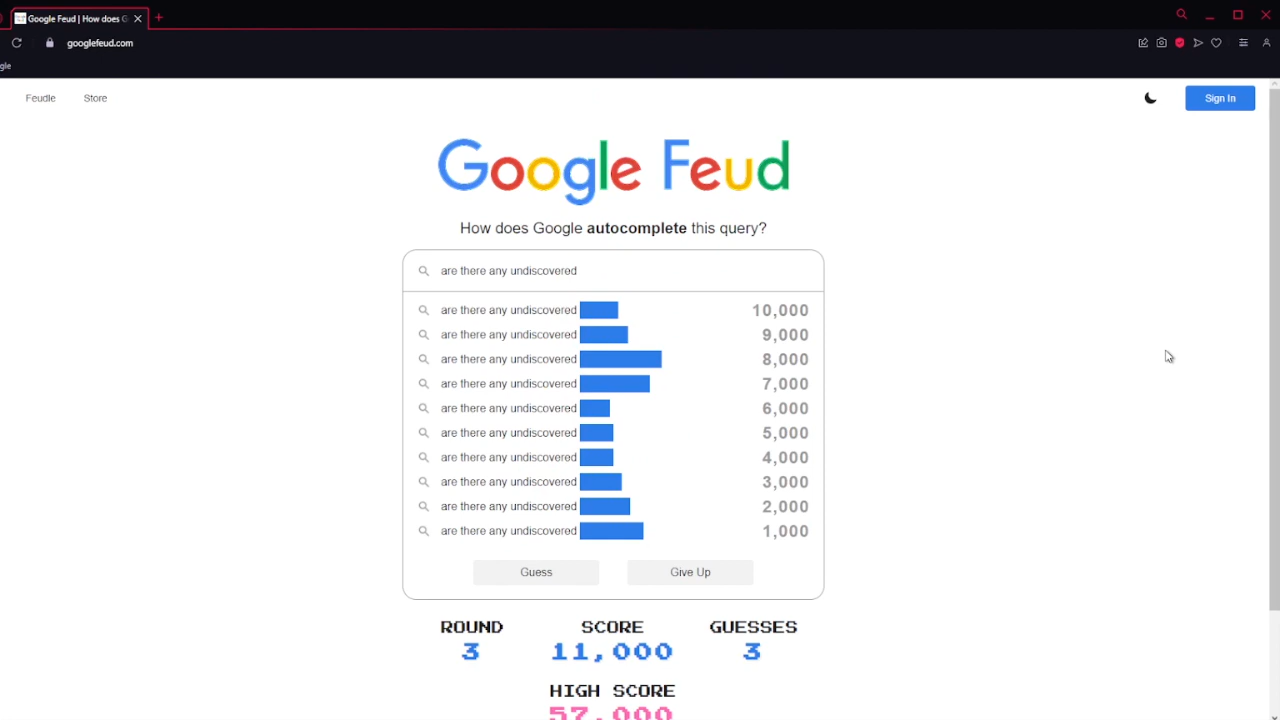 Google Feud | How does G
googlefeud.com
gle
Feudle Store Sign In
Google Feud
How does Google autocomplete this query?
are there any undiscovered
are there any undiscovered 10,000
are there any undiscovered 9,000
are there any undiscovered 8,000
are there any undiscovered 7,000
are there any undiscovered 6,000
are there any undiscovered 5,000
are there any undiscovered 4,000
are there any undiscovered 3,000
are there any undiscovered 2,000
are there any undiscovered 1,000
Guess Give Up
ROUND SCORE GUESSES
3 11,000 3
HIGH SCORE
57,000